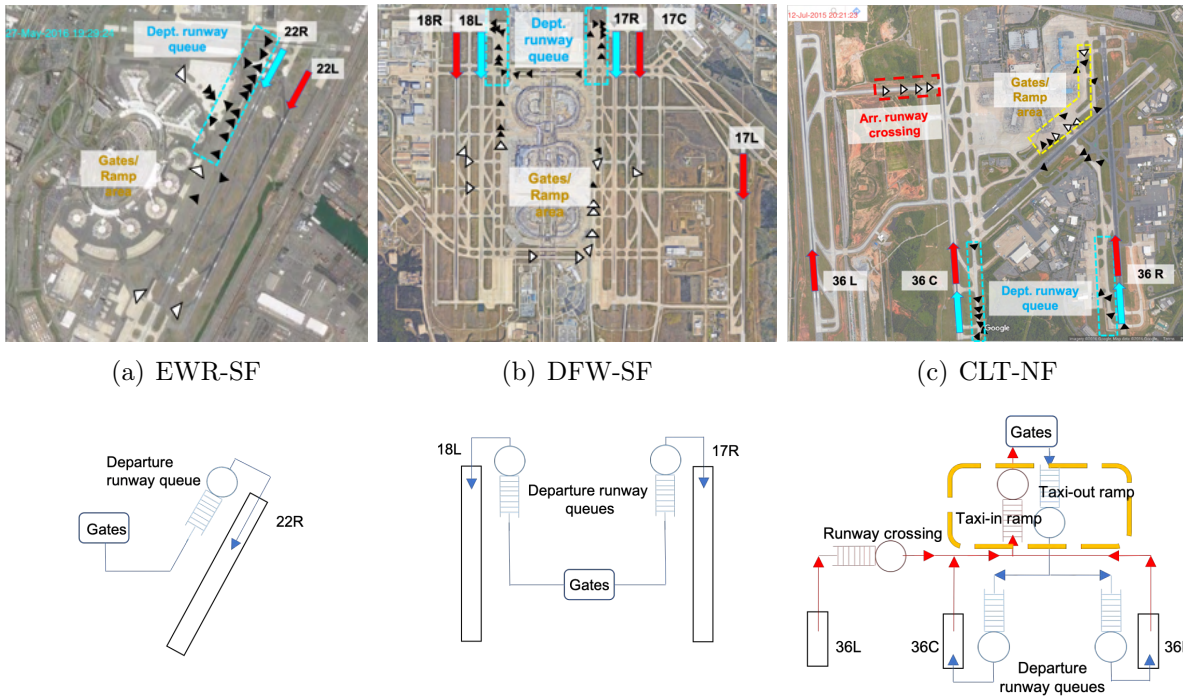 27-May-2016 19:29:24
Dept. runway
queue
22R
22L
Gates/
Ramp
area
18R
18L
Dept.
runway
queue
17R
17C
17L
Gates/
Ramp
area
12-Jul-2015 20:21:23
Gates/
Ramp
area
Arr. runway
crossing
36 L
36 C
Dept. runway
queue
36 R
Google
(a) EWR-SF
(b) DFW-SF
(c) CLT-NF
Departure
runway queue
Gates
22R
18L
17R
Departure runway
queues
Gates
Gates
Taxi-out ramp
Taxi-in ramp
Runway crossing
36L
36C
Departure
runway queues